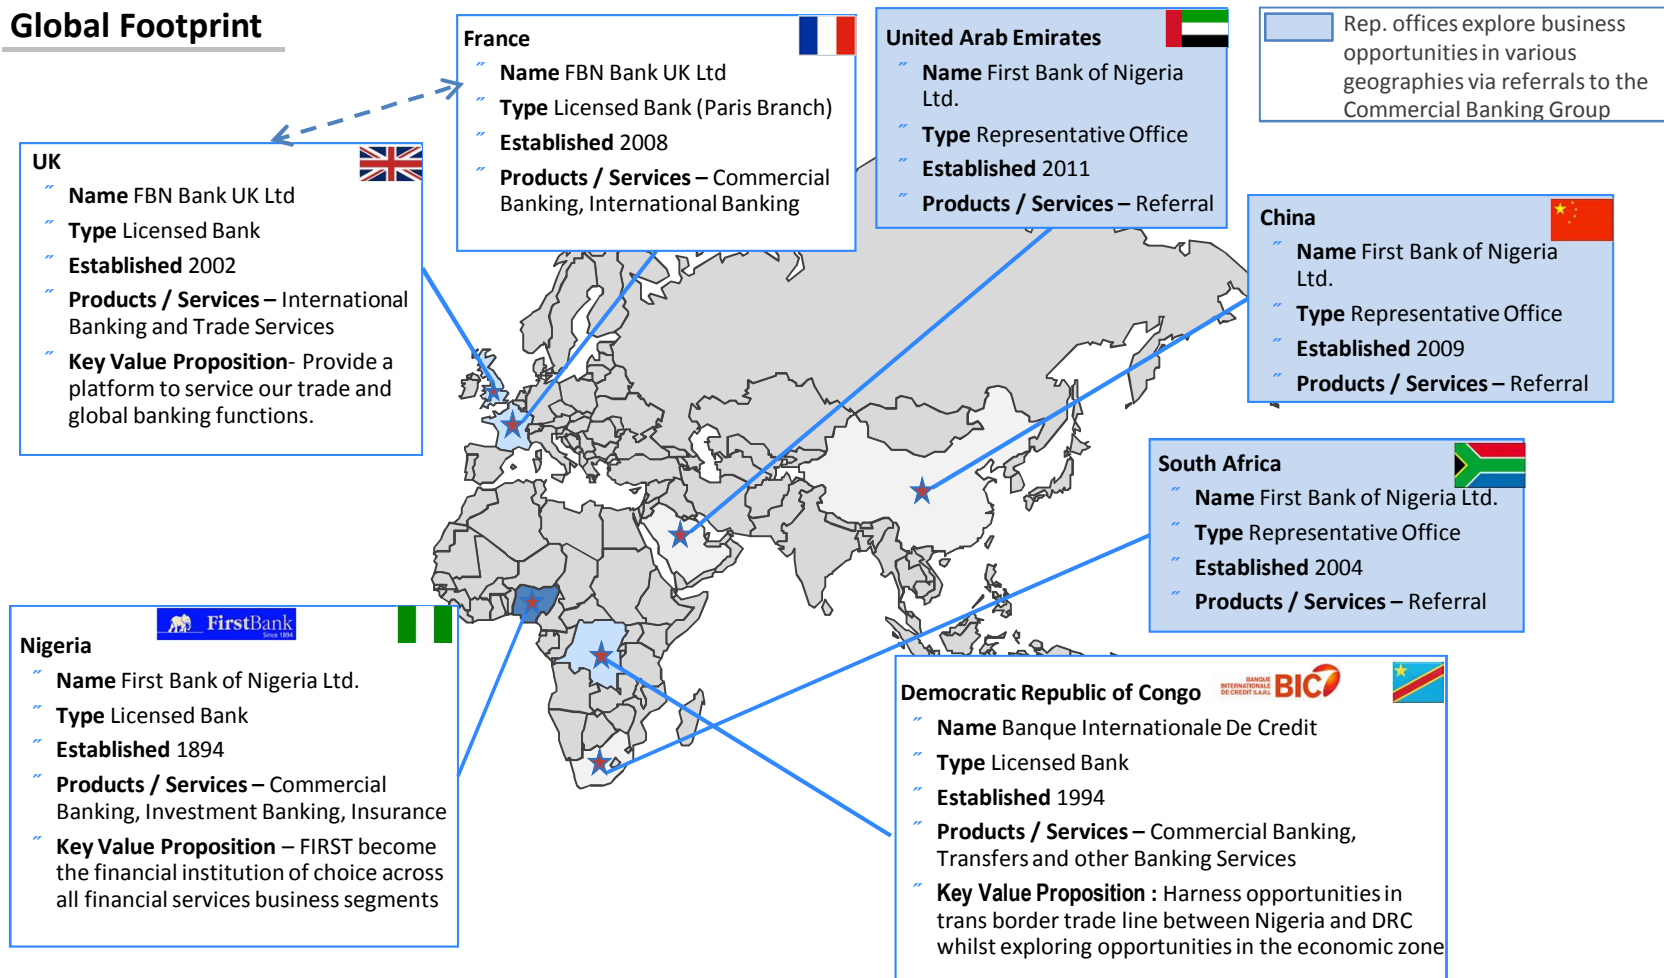 Global Footprint
France
˝ Name FBN Bank UK Ltd
˝ Type Licensed Bank (Paris Branch)
˝ Established 2008
˝ Products / Services – Commercial
Banking, International Banking
United Arab Emirates
˝ Name First Bank of Nigeria
Ltd.
˝ Type Representative Office
˝ Established 2011
˝ Products / Services – Referral
Rep. offices explore business
opportunities in various
geographies via referrals to the
Commercial Banking Group
UK
˝ Name FBN Bank UK Ltd
˝ Type Licensed Bank
˝ Established 2002
˝ Products / Services – International
Banking and Trade Services
˝ Key Value Proposition- Provide a
platform to service our trade and
global banking functions.
China
˝ Name First Bank of Nigeria
Ltd.
˝ Type Representative Office
˝ Established 2009
˝ Products / Services – Referral
South Africa
˝ Name First Bank of Nigeria Ltd.
˝ Type Representative Office
˝ Established 2004
˝ Products / Services – Referral
FirstBank
Since 1894
Nigeria
˝ Name First Bank of Nigeria Ltd.
˝ Type Licensed Bank
˝ Established 1894
˝ Products / Services – Commercial
Banking, Investment Banking, Insurance
˝ Key Value Proposition – FIRST become
the financial institution of choice across
all financial services business segments
Democratic Republic of Congo
BANQUE
INTERNATIONALE
DE CREDIT S.A.R.L
BIC
˝ Name Banque Internationale De Credit
˝ Type Licensed Bank
˝ Established 1994
˝ Products / Services – Commercial Banking,
Transfers and other Banking Services
˝ Key Value Proposition : Harness opportunities in
trans border trade line between Nigeria and DRC
whilst exploring opportunities in the economic zone